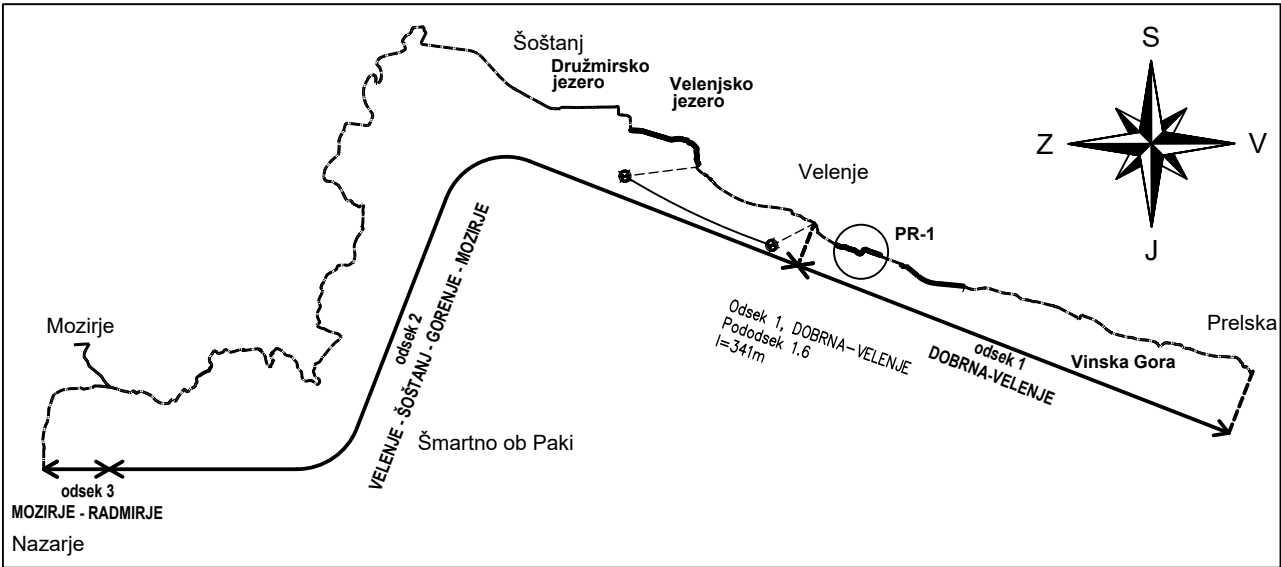 Šoštanj
Družmirsko
jezero
Velenjsko
jezero
S
Z
V
J
Velenje
PR-1
Prelska
Mozirje
odsek 2
VELENJE - ŠOŠTANJ - GORENJE - MOZIRJE
Odsek 1, DOBRNA-VELENJE
Pododsek 1.6
l=341m
odsek 1
DOBRNA-VELENJE
Vinska Gora
Šmartno ob Paki
odsek 3
MOZIRJE - RADMIRJE
Nazarje